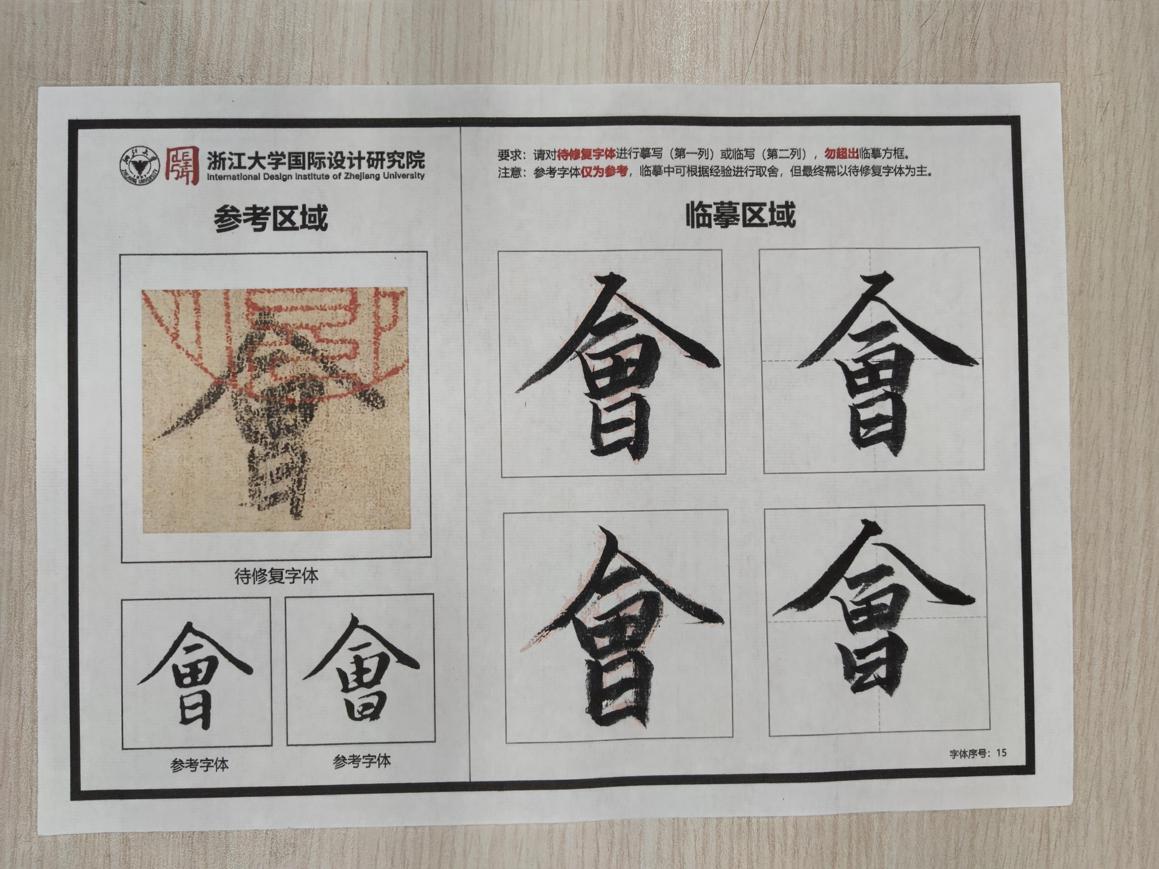 浙江大学国际设计研究院
International Design Institute of Zhejiang University
参考区域
會
待修复字体
會
會
参考字体
参考字体
要求：请对待修复字体进行摹写（第一列）或临写（第二列），勿超出临摹方框。
注意：参考字体仅为参考，临摹中可根据经验进行取舍，但最终需以待修复字体为主。
临摹区域
會
會
會
會
字体序号：15